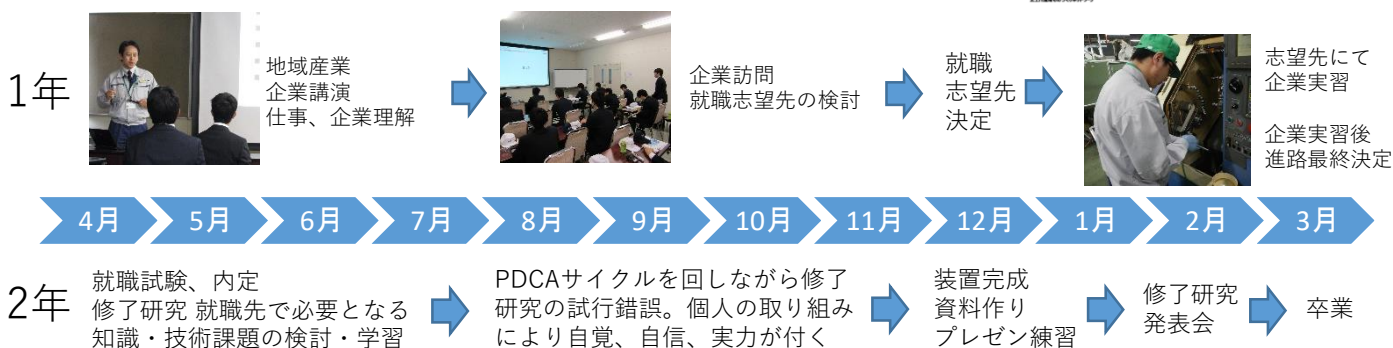 1年
地域産業
企業講演
仕事、企業理解
企業訪問
就職志望先の検討
就職
志望先
決定
志望先にて
企業実習
企業実習後
進路最終決定
4月
5月
6月
7月
8月
9月
10月
11月
12月
1月
2月
3月
2年
就職試験、内定
修了研究 就職先で必要となる
知識・技術課題の検討・学習
PDCAサイクルを回しながら修了
研究の試行錯誤。個人の取り組み
により自覚、自信、実力が付く
装置完成
資料作り
プレゼン練習
修了研究
発表会
卒業